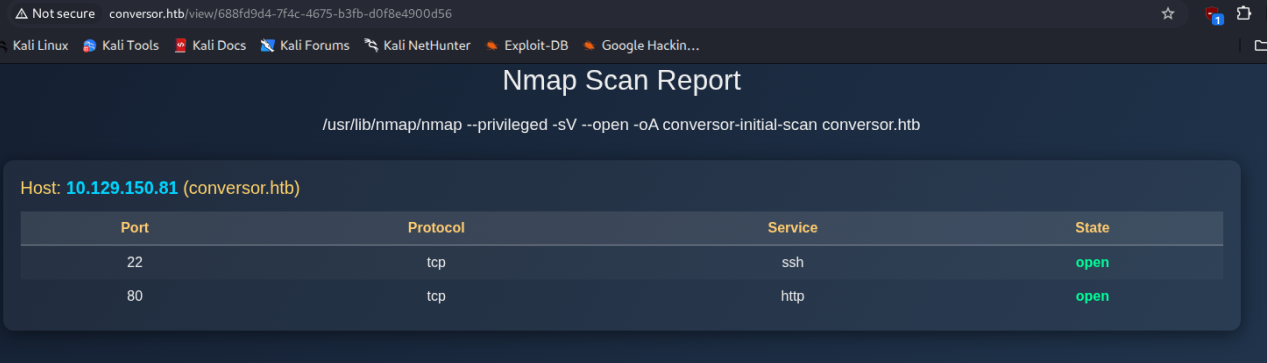 Not secure conversor.htb/view/688fd9d4-7f4c-4675-b3fb-d0f8e4900d56
1
Kali Linux Kali Tools Kali Docs Kali Forums Kali NetHunter Exploit-DB Google Hackin...
Nmap Scan Report
/usr/lib/nmap/nmap --privileged -sV --open -oA conversor-initial-scan conversor.htb
Host: 10.129.150.81 (conversor.htb)
Port Protocol Service State
22 tcp ssh open
80 tcp http open